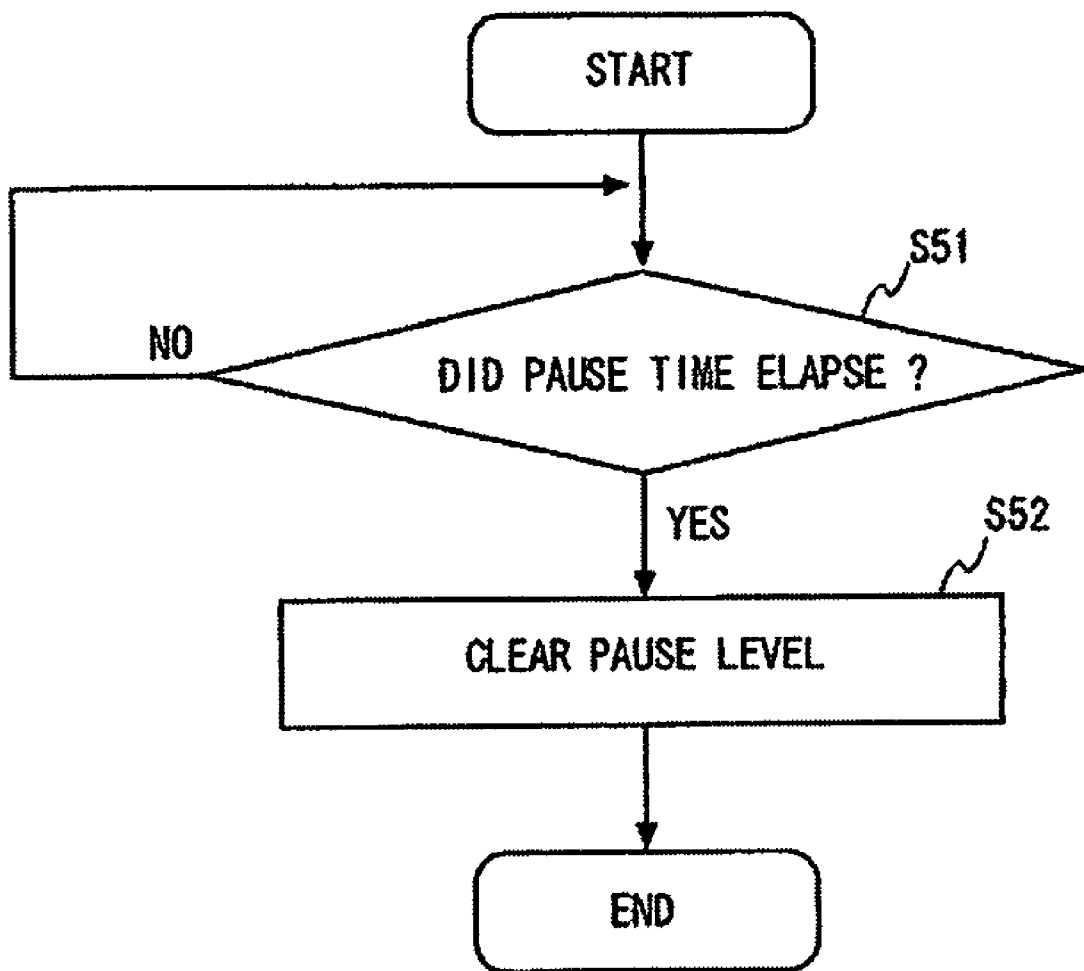 START
S51
NO
DID PAUSE TIME ELAPSE ?
YES
S52
CLEAR PAUSE LEVEL
END